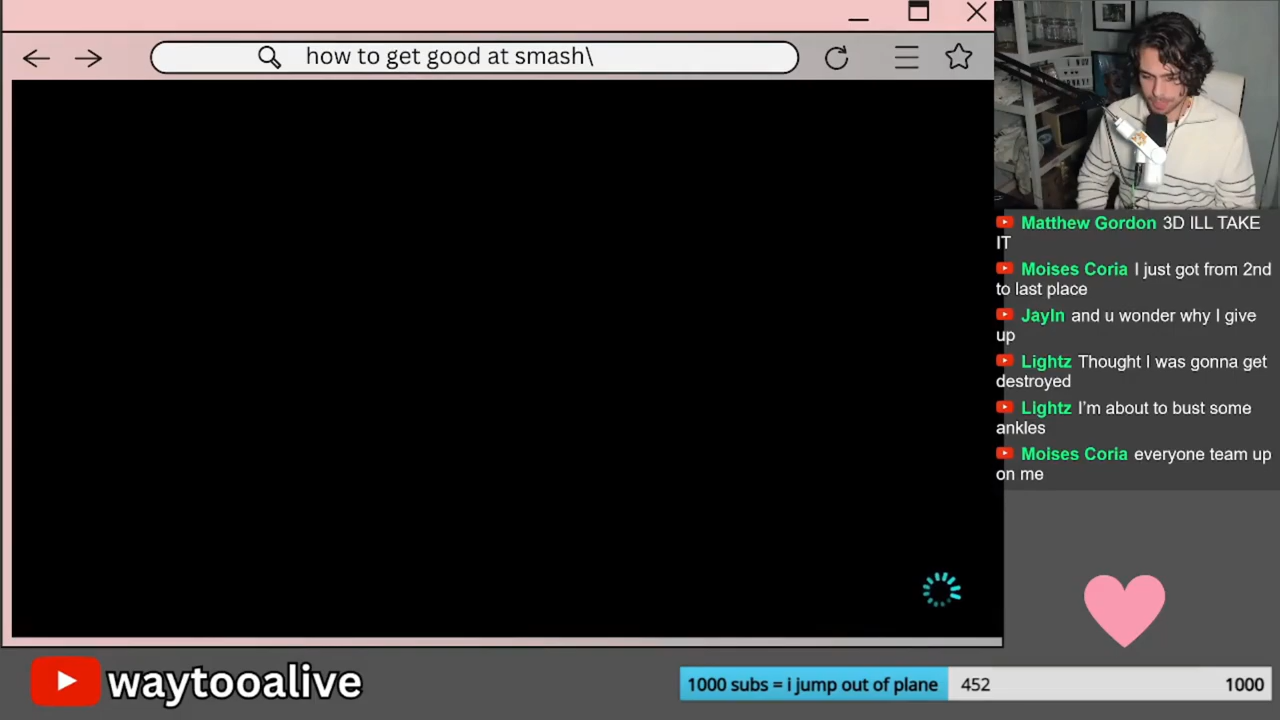 how to get good at smash\
Matthew Gordon 3D ILL TAKE
IT
Moises Coria I just got from 2nd
to last place
JayIn and u wonder why I give
up
Lightz Thought I was gonna get
destroyed
Lightz I'm about to bust some
ankles
Moises Coria everyone team up
on me
waytooalive
1000 subs = i jump out of plane 452 1000